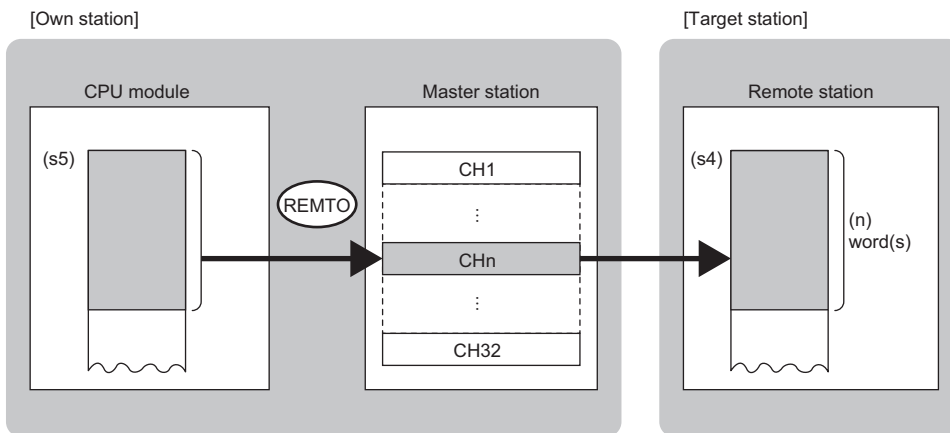 [Own station]
[Target station]
CPU module
Master station
Remote station
(s5)
(s4)
CH1
REMTO
⋮
(n)
word(s)
CHn
⋮
CH32